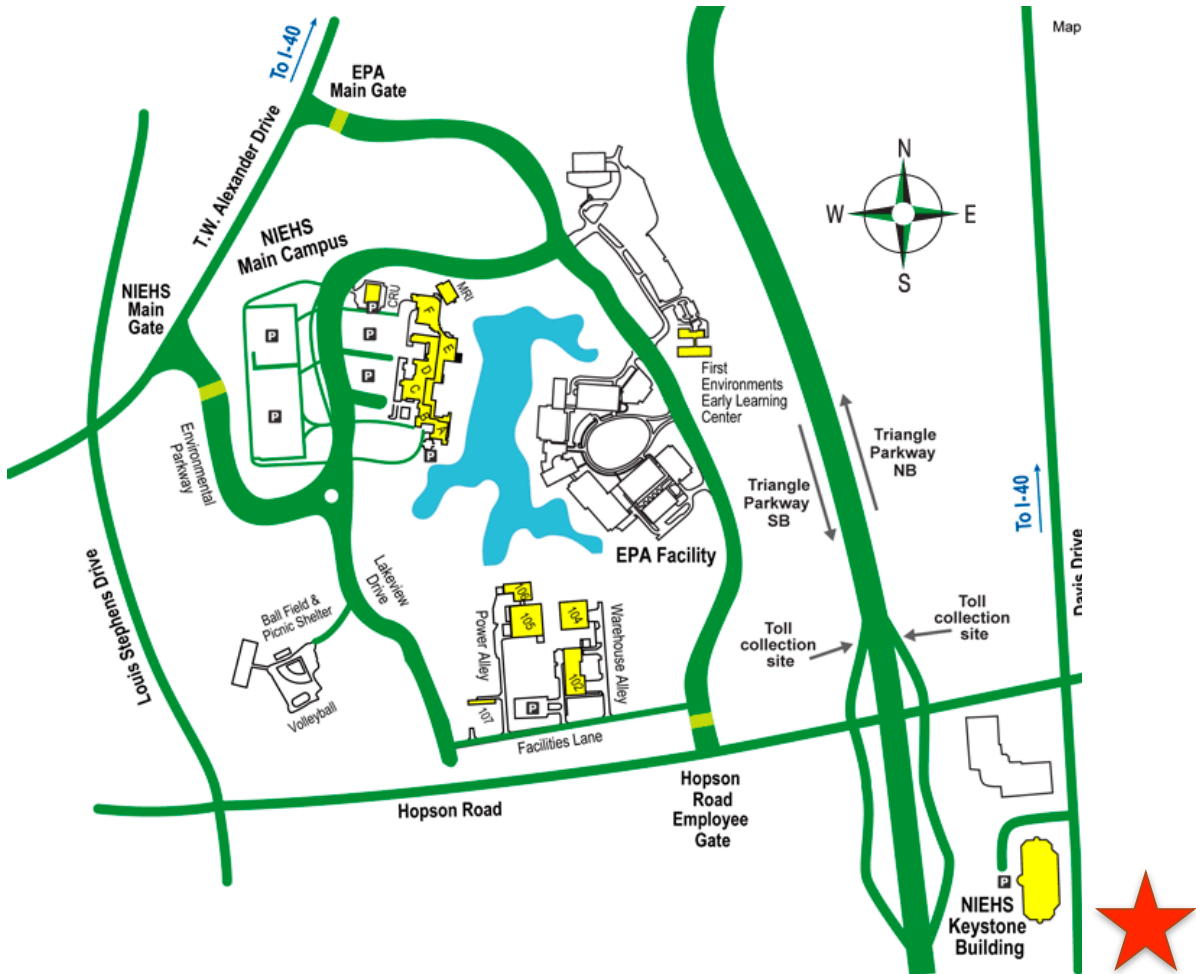 Map
To I-40
EPA
Main Gate
T.W. Alexander Drive
N
W
E
S
NIEHS
Main Campus
NIEHS
Main
Gate
CRU
MRI
P
P
P
P
P
P
F
E
D
C
B
A
First
Environments
Early Learning
Center
Environmental
Parkway
Triangle
Parkway
NB
Triangle
Parkway
SB
To I-40
EPA Facility
Davis Drive
Louis Stephens Drive
Lakeview
Drive
Ball Field &
Picnic Shelter
Volleyball
Power Alley
106
105
104
102
107
P
Warehouse Alley
Toll
collection
site
Toll
collection
site
Facilities Lane
Hopson Road
Hopson
Road
Employee
Gate
P
NIEHS
Keystone
Building